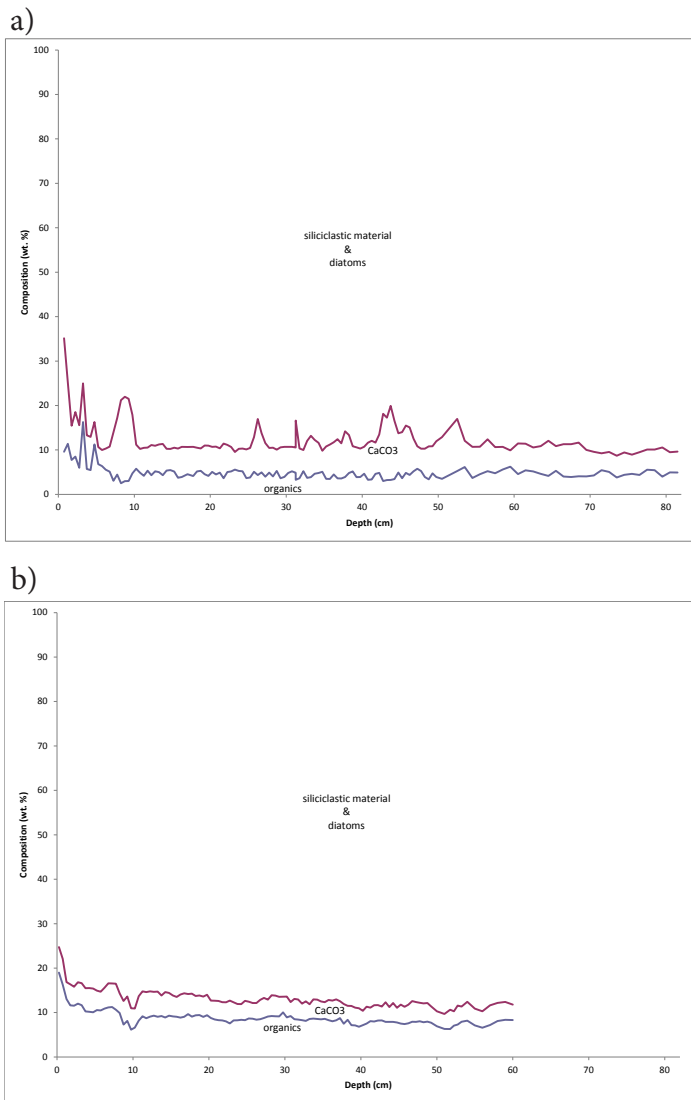 a)
100
90
80
70
60
50
40
30
20
10
0
Composition (wt. %)
siliciclastic material
&
diatoms
CaCO3
organics
0 10 20 30 40 50 60 70 80
Depth (cm)
b)
100
90
80
70
60
50
40
30
20
10
0
Composition (wt. %)
siliciclastic material
&
diatoms
CaCO3
organics
0 10 20 30 40 50 60 70 80
Depth (cm)